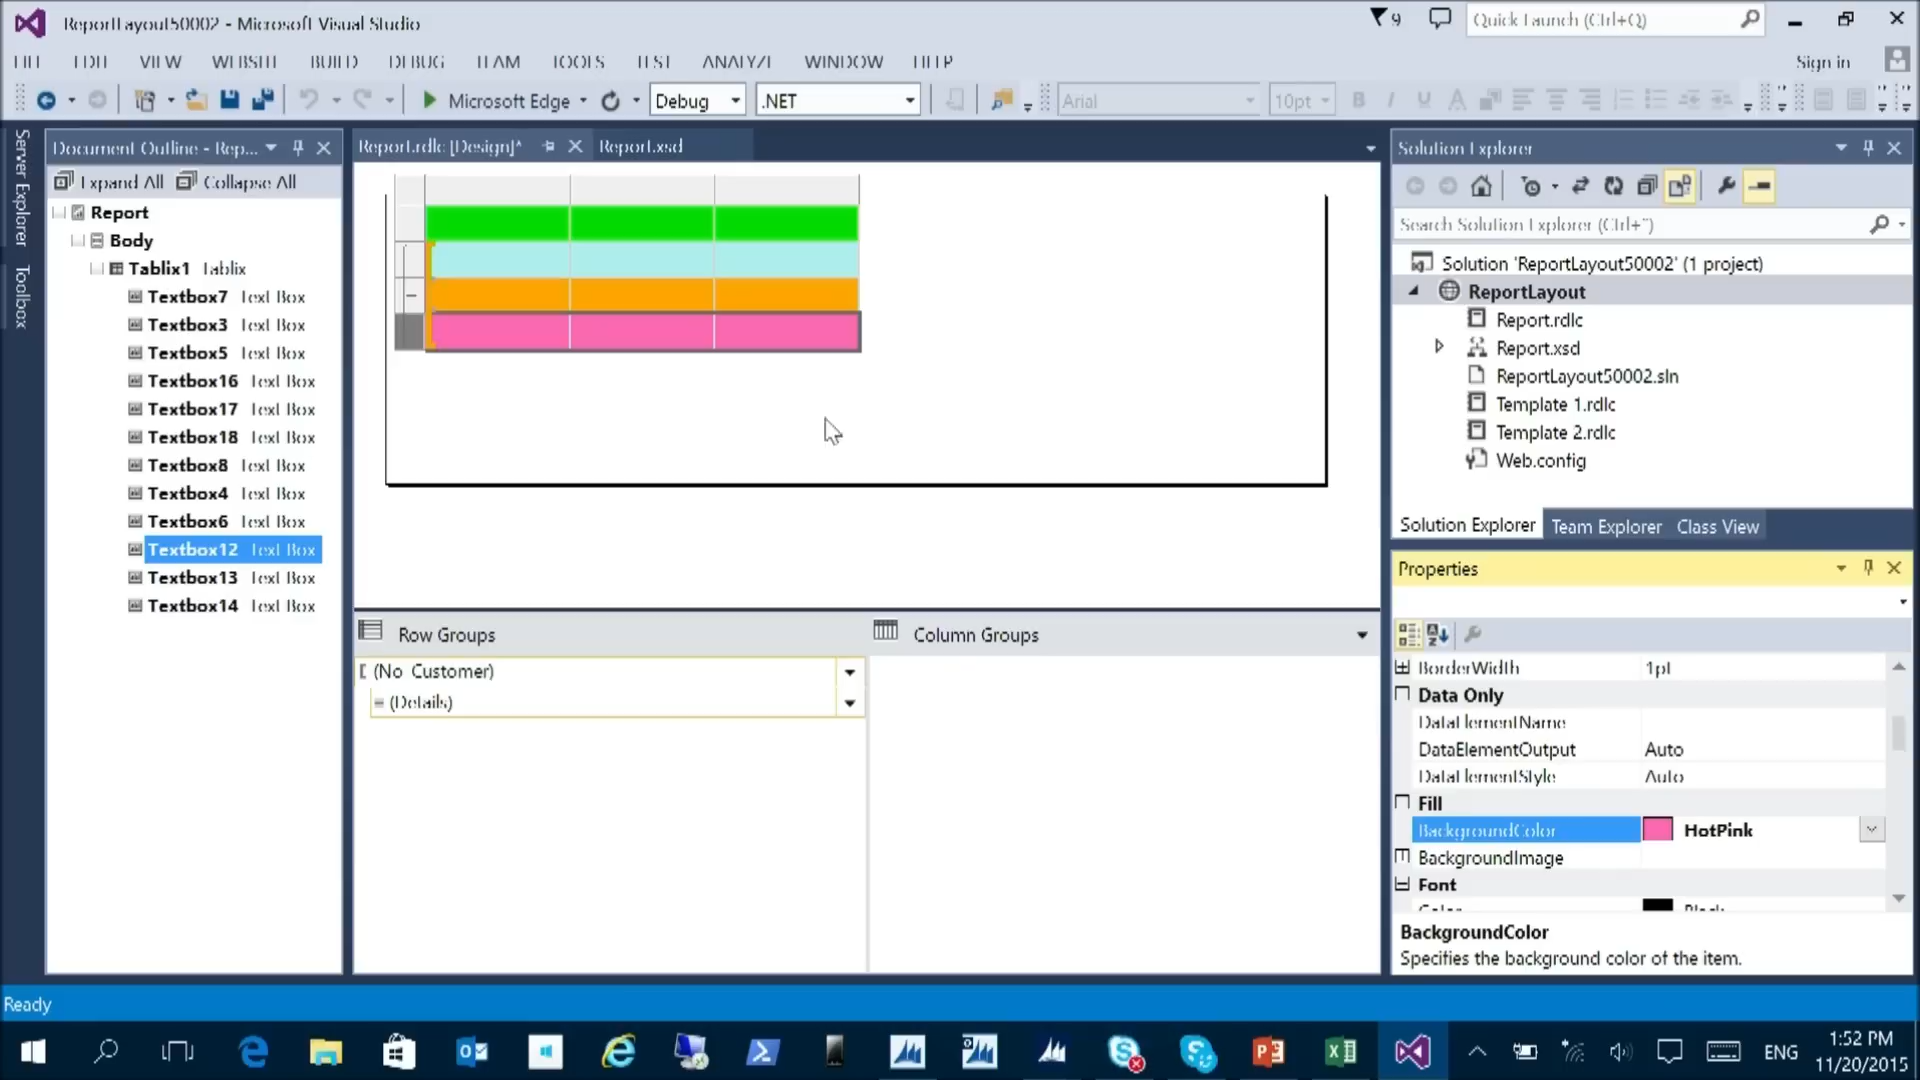 ReportLayout50002 - Microsoft Visual Studio
9
Quick Launch (Ctrl+Q)
FILE EDIT VIEW WEBSITE BUILD DEBUG TEAM TOOLS TEST ANALYZE WINDOW HELP
Sign in
Microsoft Edge
Debug
.NET
Arial
10pt
B I U A
Server Explorer
Toolbox
Document Outline - Rep...
Expand All
Collapse All
Report
Body
Tablix1 Tablix
Textbox7 Text Box
Textbox3 Text Box
Textbox5 Text Box
Textbox16 Text Box
Textbox17 Text Box
Textbox18 Text Box
Textbox8 Text Box
Textbox4 Text Box
Textbox6 Text Box
Textbox12 Text Box
Textbox13 Text Box
Textbox14 Text Box
Report.rdlc [Design]*
Report.xsd
Row Groups
Column Groups
(No Customer)
(Details)
Solution Explorer
Search Solution Explorer (Ctrl+")
Solution 'ReportLayout50002' (1 project)
ReportLayout
Report.rdlc
Report.xsd
ReportLayout50002.sln
Template 1.rdlc
Template 2.rdlc
Web.config
Solution Explorer Team Explorer Class View
Properties
BorderWidth 1pt
Data Only
DataElementName
DataElementOutput Auto
DataElementStyle Auto
Fill
BackgroundColor HotPink
BackgroundImage
Font
Color Black
BackgroundColor
Specifies the background color of the item.
Ready
ENG
1:52 PM
11/20/2015